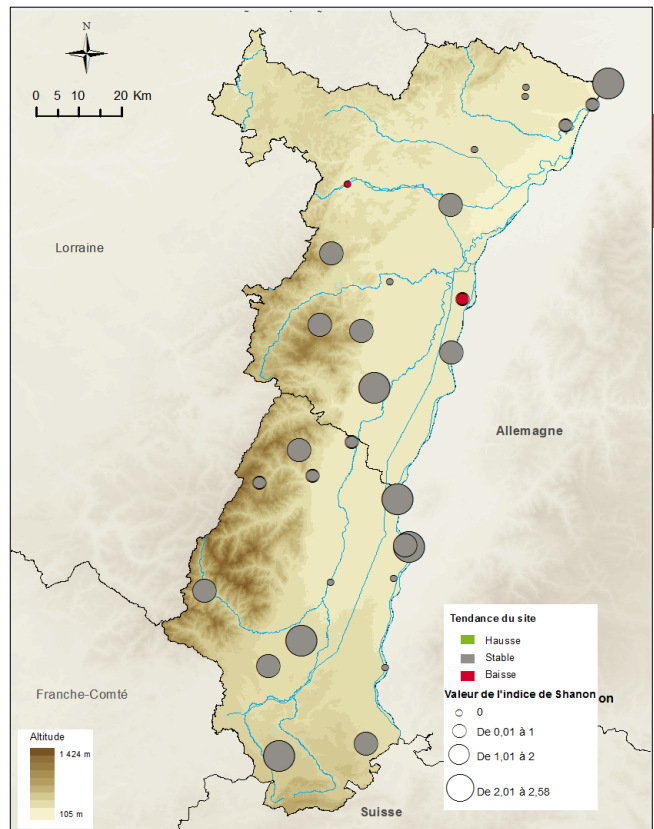 N
0 5 10 20 Km
Lorraine
Allemagne
Franche-Comté
Suisse
Tendance du site
Hausse
Stable
Baisse
Valeur de l'indice de Shanon
on
0
De 0,01 à 1
De 1,01 à 2
De 2,01 à 2,58
Altitude
1 424 m
105 m